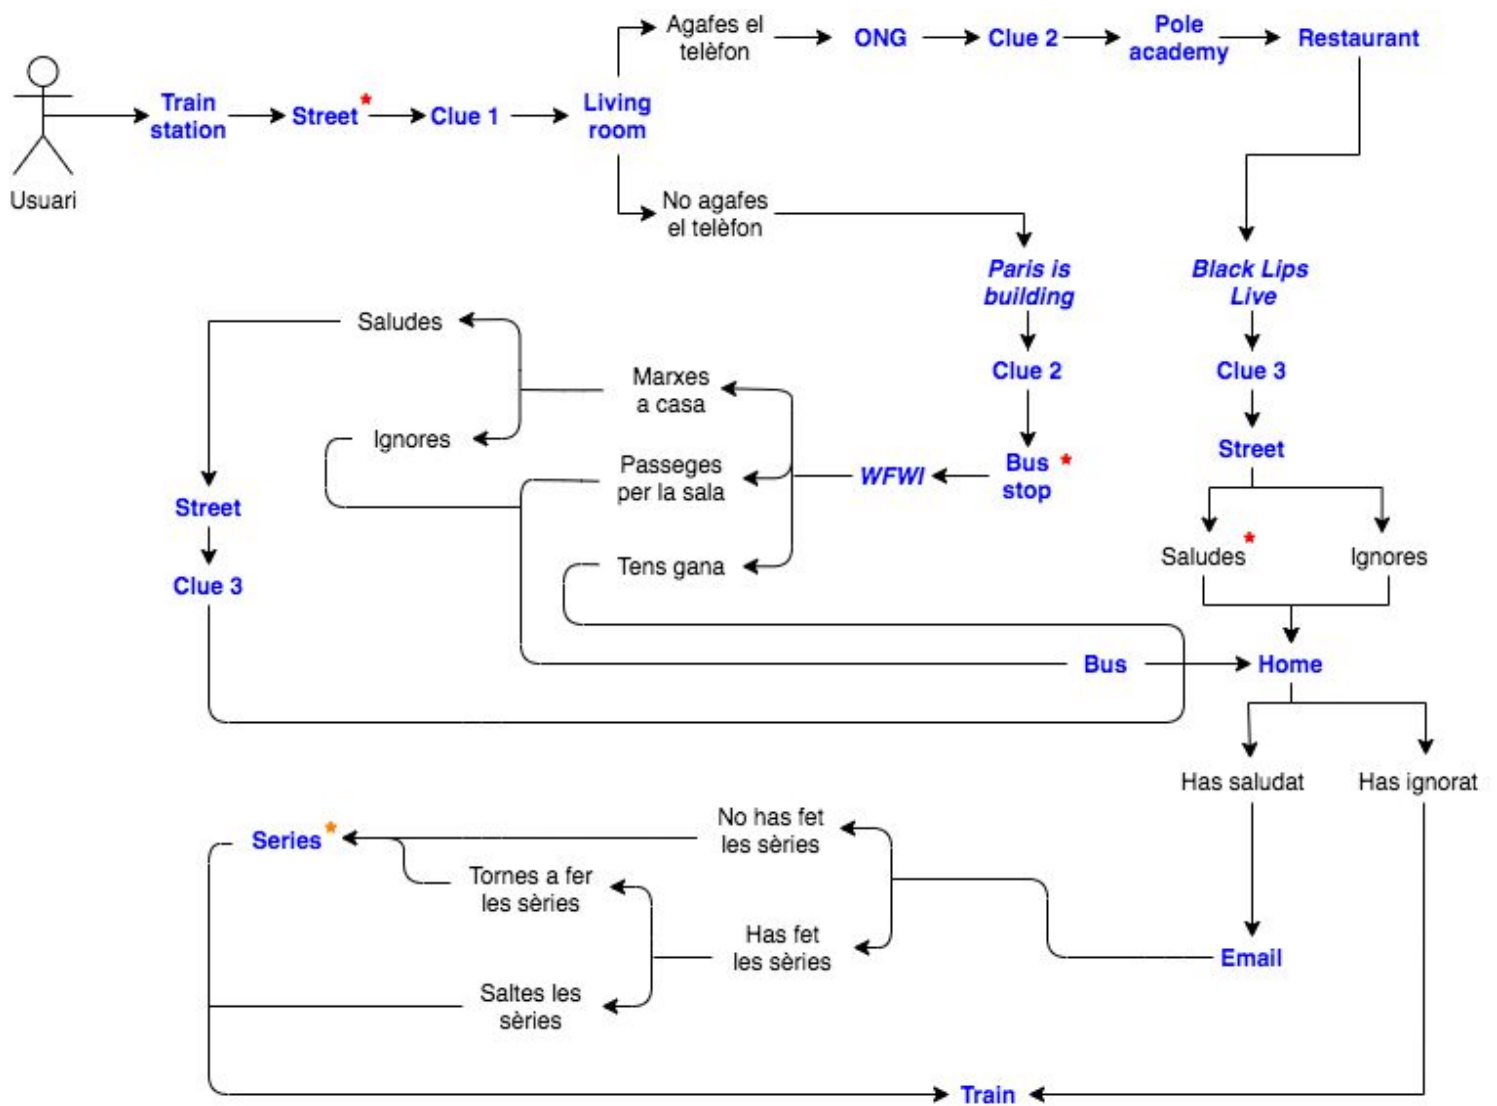 Agafes el
telèfon
ONG
Clue 2
Pole
academy
Restaurant
Train
station
Street *
Clue 1
Living
room
Usuari
No agafes
el telèfon
Paris is
building
Black Lips
Live
Saludes
Marxes
a casa
Clue 2
Clue 3
Ignores
Passeges
per la sala
WFWI
Bus *
stop
Street
Street
Tens gana
Saludes *
Ignores
Clue 3
Bus
Home
Has saludat
Has ignorat
No has fet
les sèries
Series *
Tornes a fer
les sèries
Has fet
les sèries
Email
Saltes les
sèries
Train